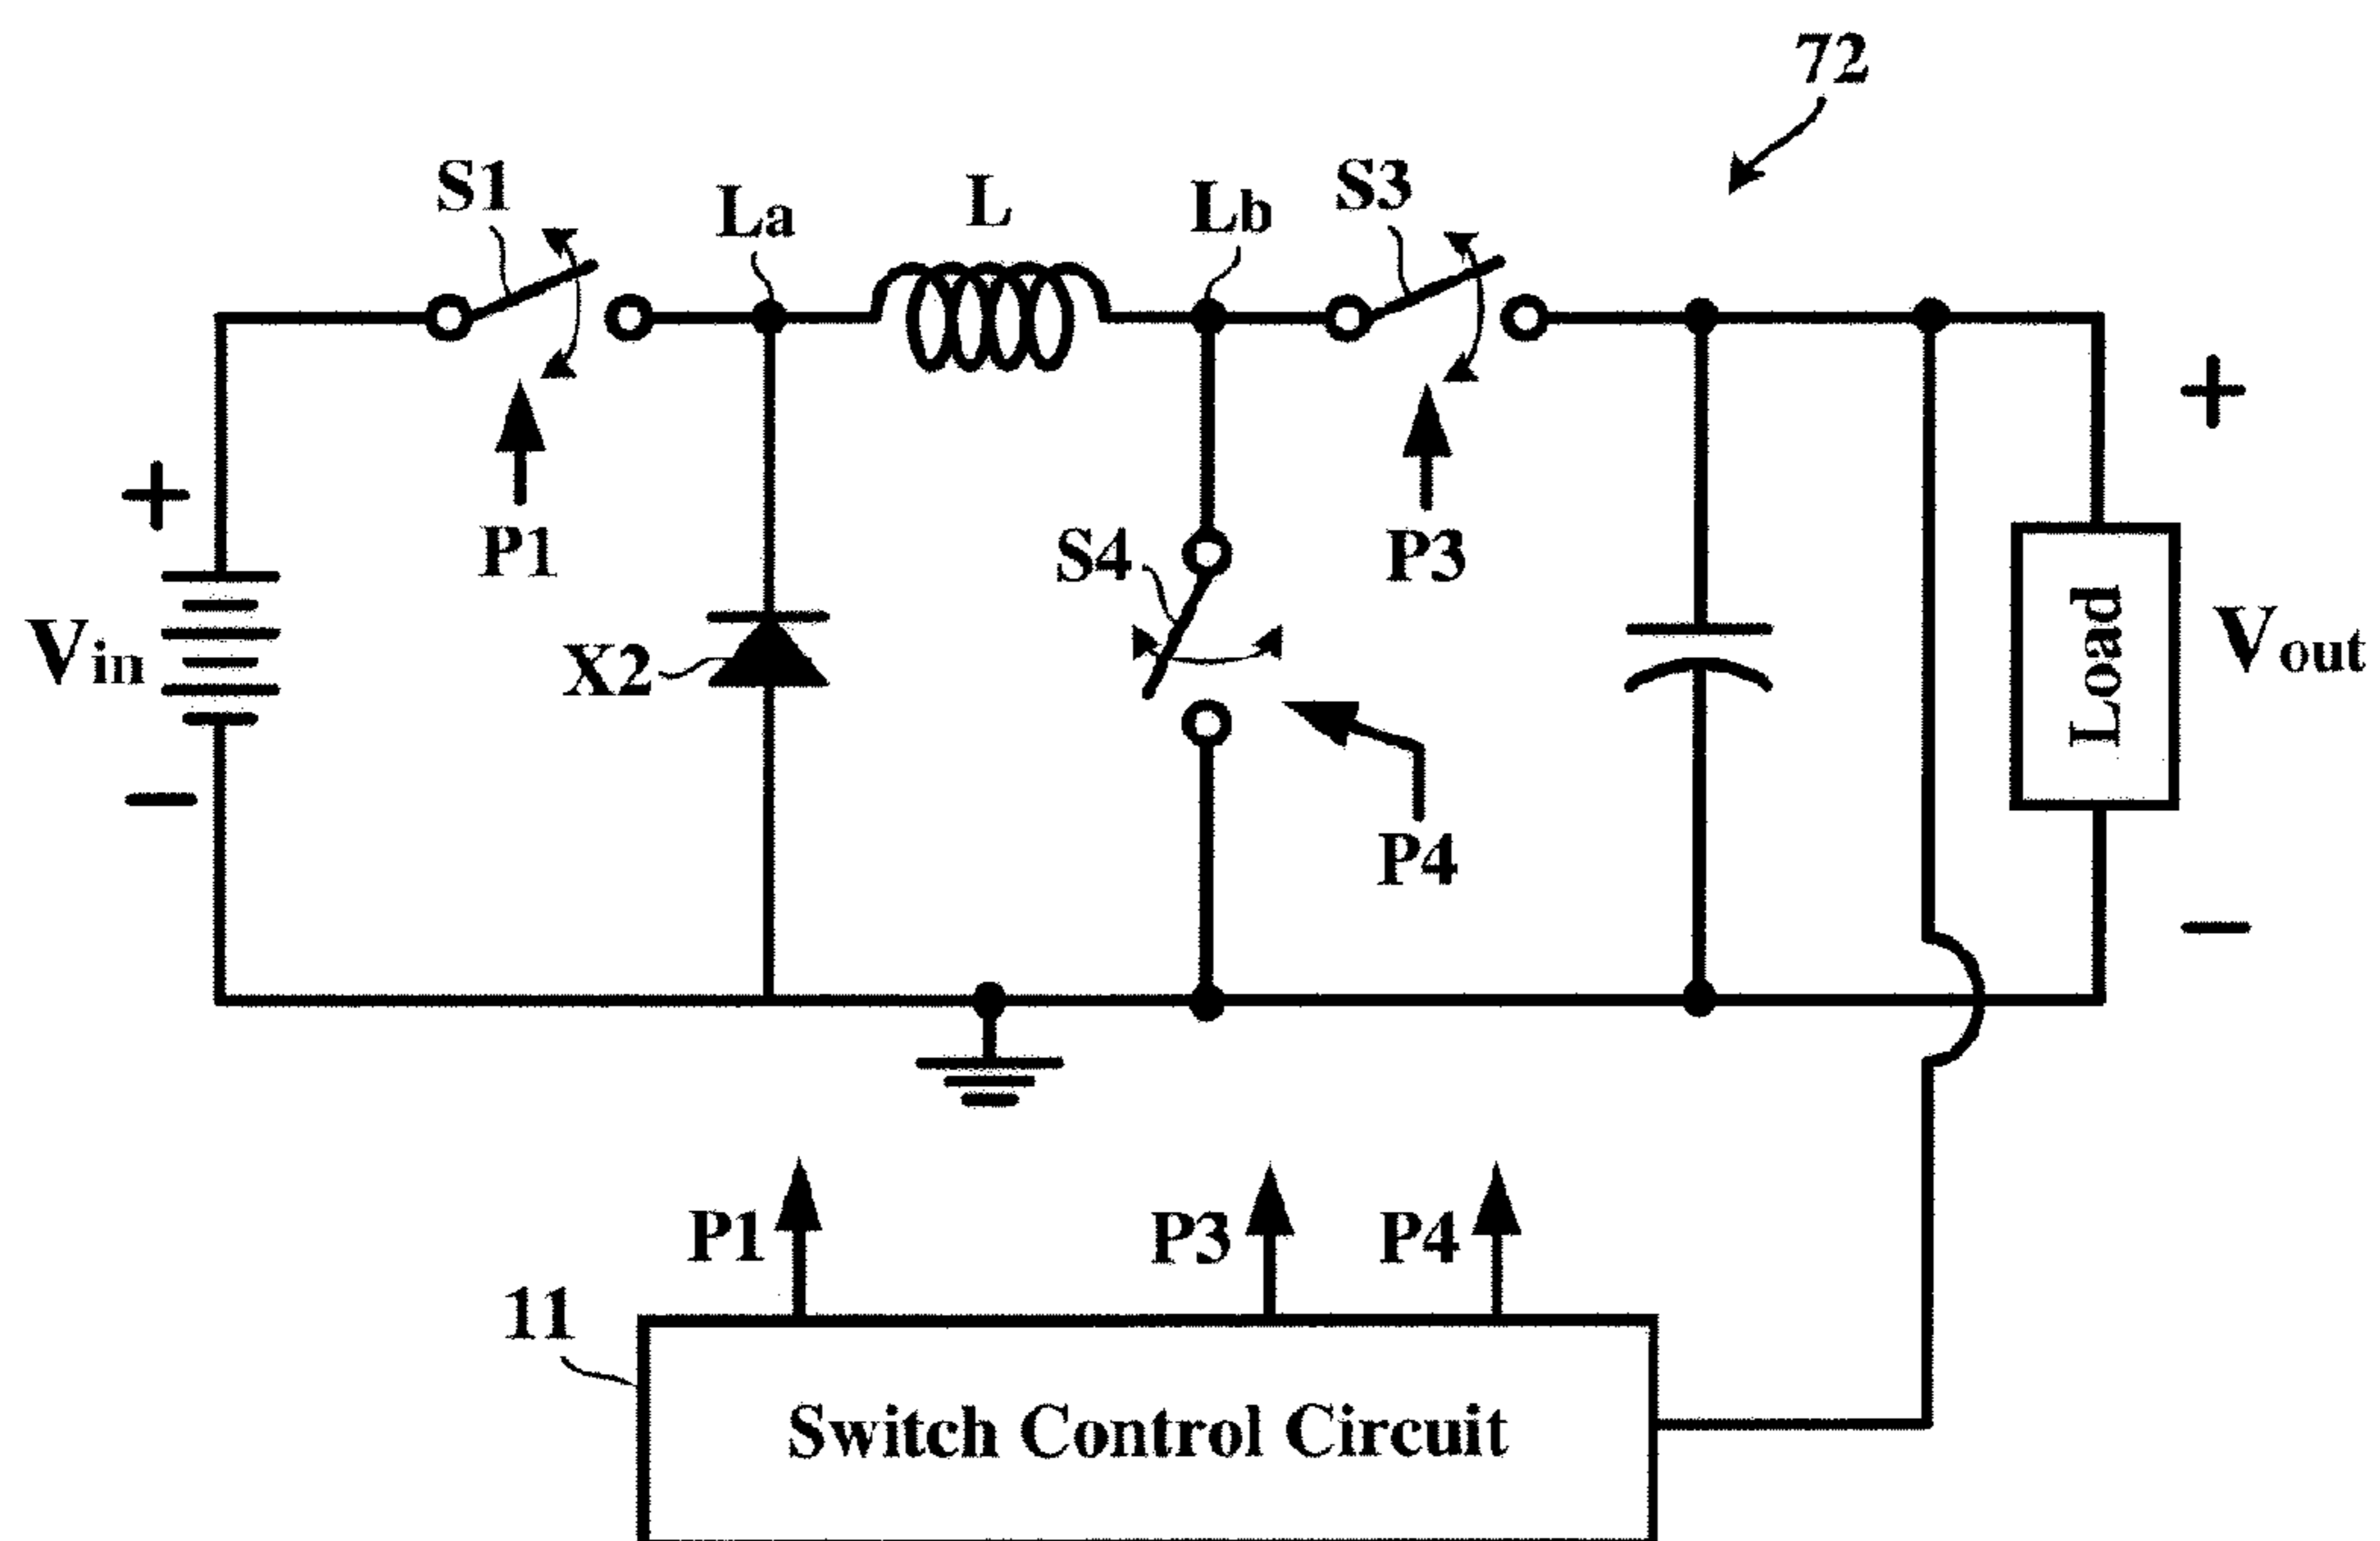 72
S1
La
L
Lb
S3
+
+
P1
P3
S4
Vin
X2
Load
Vout
−
P4
−
P1
P3
P4
11
Switch Control Circuit